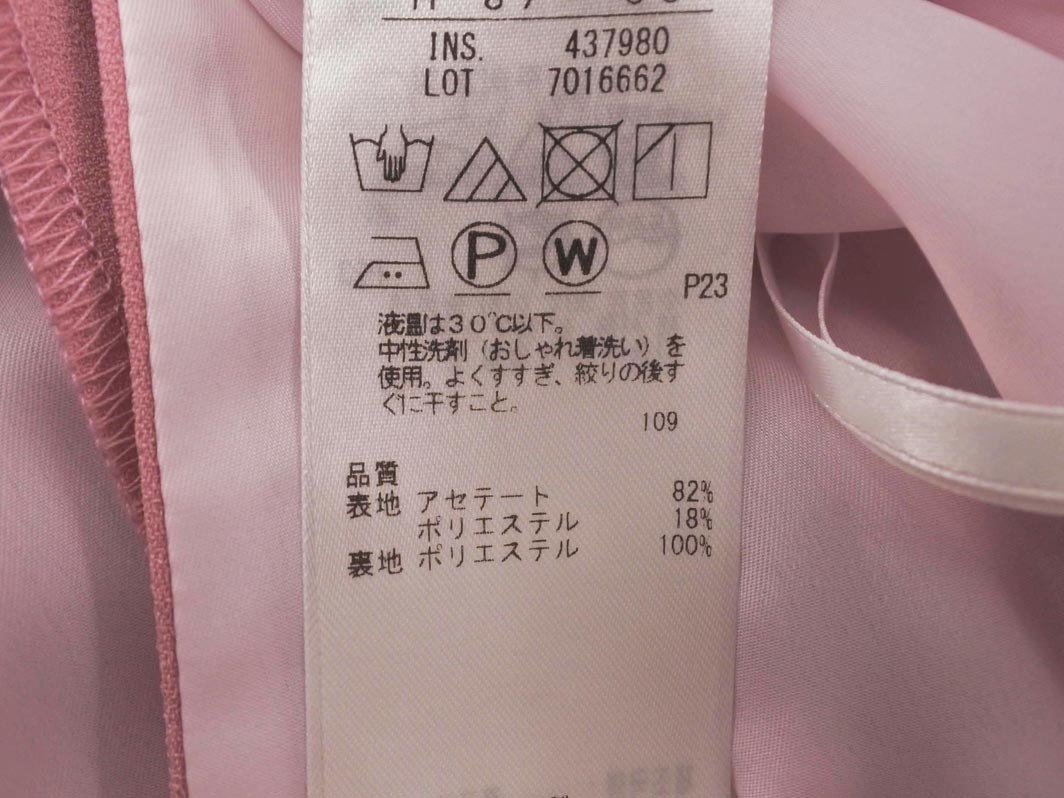 INS. 437980
LOT 7016662
P W
P23
液温は30℃以下。
中性洗剤（おしゃれ着洗い）を
使用。よくすすぎ、絞りの後す
ぐに干すこと。
109
品質
表地 アセテート 82%
ポリエステル 18%
裏地 ポリエステル 100%